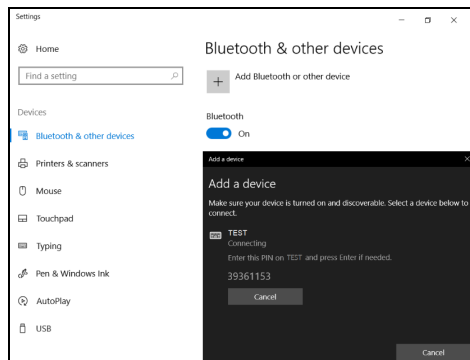 Settings
Home
Find a setting
Devices
Bluetooth & other devices
Printers & scanners
Mouse
Touchpad
Typing
Pen & Windows Ink
AutoPlay
USB
Bluetooth & other devices
Add Bluetooth or other device
Bluetooth
On
Add a device
Add a device
Make sure your device is turned on and discoverable. Select a device below to
connect.
TEST
Connecting
Enter this PIN on TEST and press Enter if needed.
39361153
Cancel
Cancel